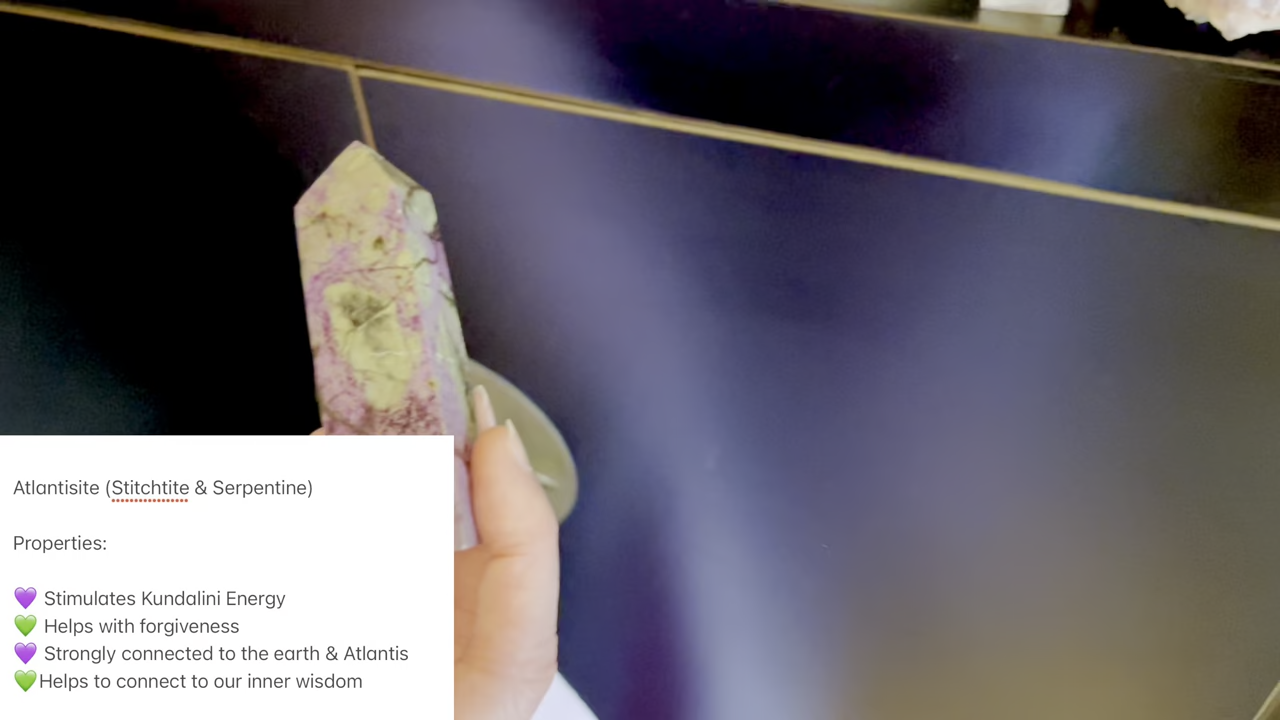 Atlantisite (Stitchtite & Serpentine)
Properties:
💜 Stimulates Kundalini Energy
💚 Helps with forgiveness
💜 Strongly connected to the earth & Atlantis
💚Helps to connect to our inner wisdom